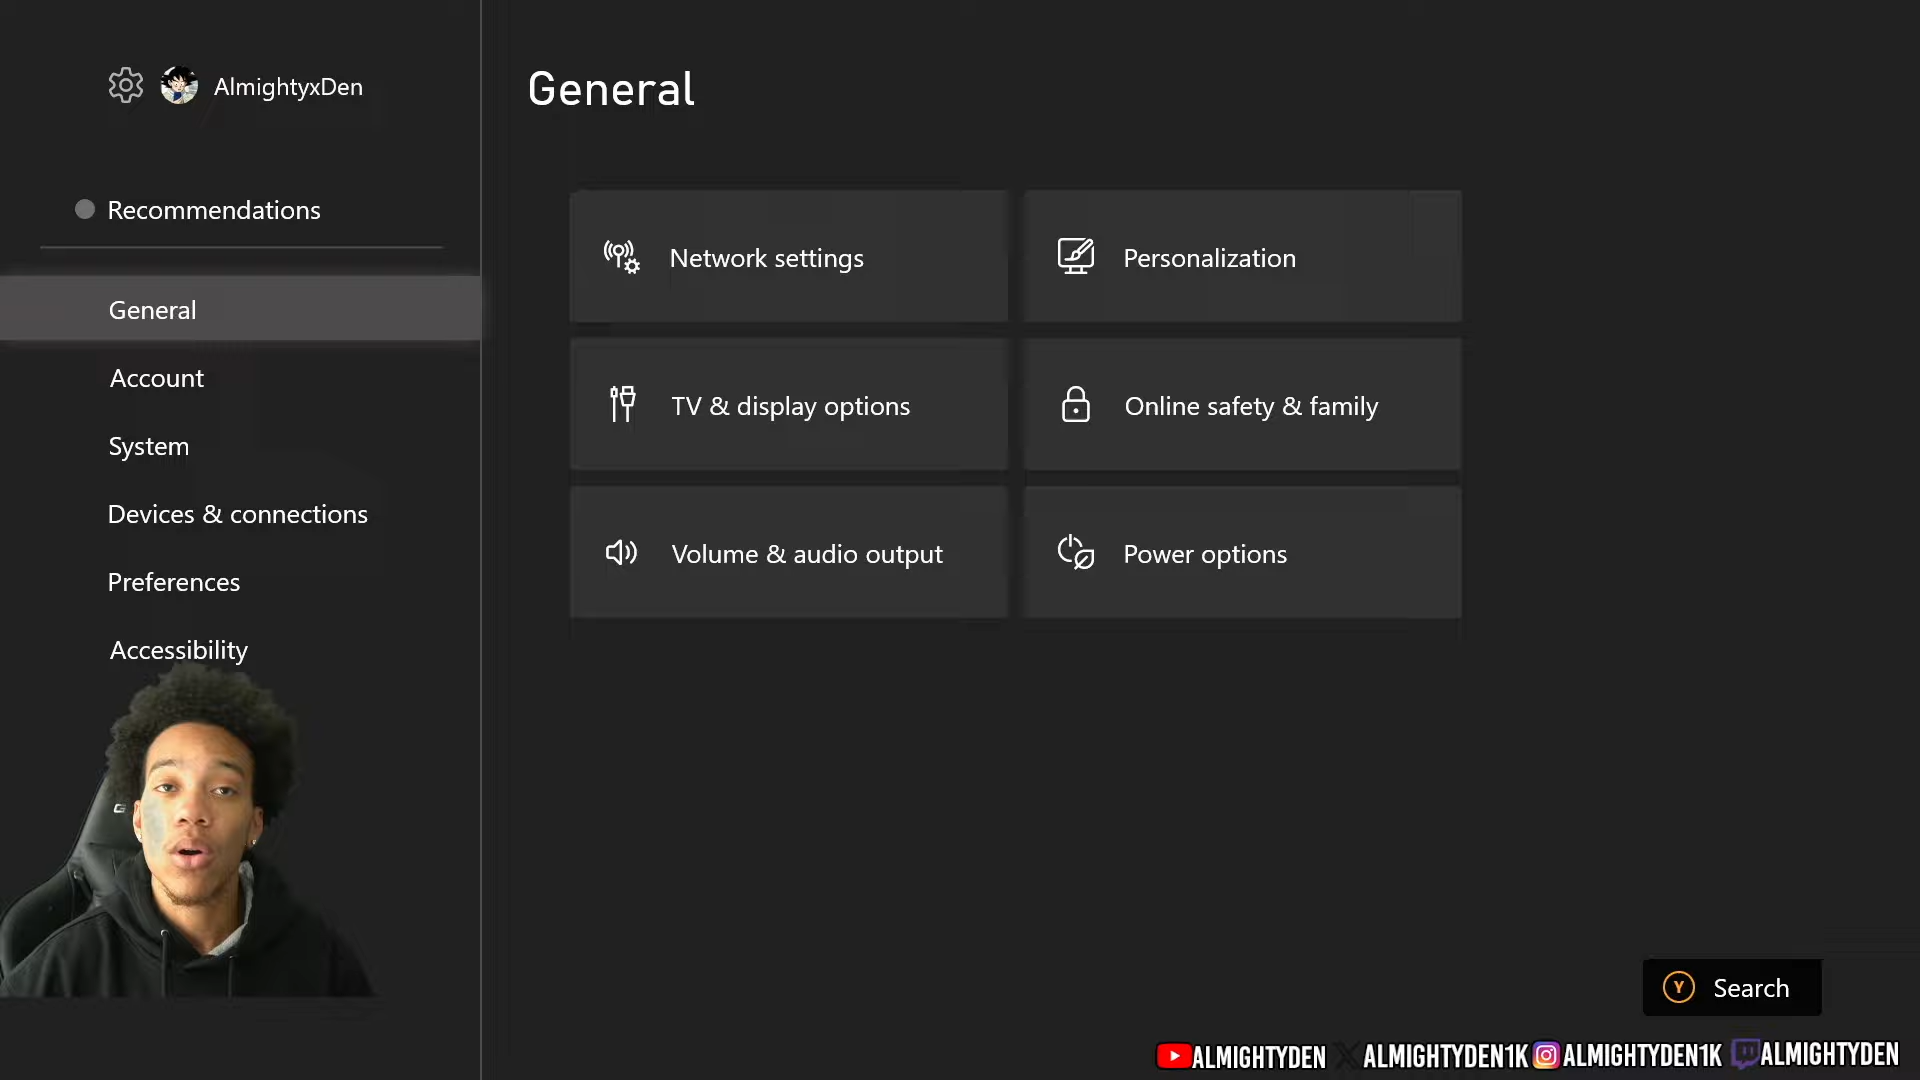 AlmightyxDen
Recommendations
General
Account
System
Devices & connections
Preferences
Accessibility
General
Network settings
Personalization
TV & display options
Online safety & family
Volume & audio output
Power options
Y Search
ALMIGHTYDEN ALMIGHTYDEN1K ALMIGHTYDEN1K ALMIGHTYDEN